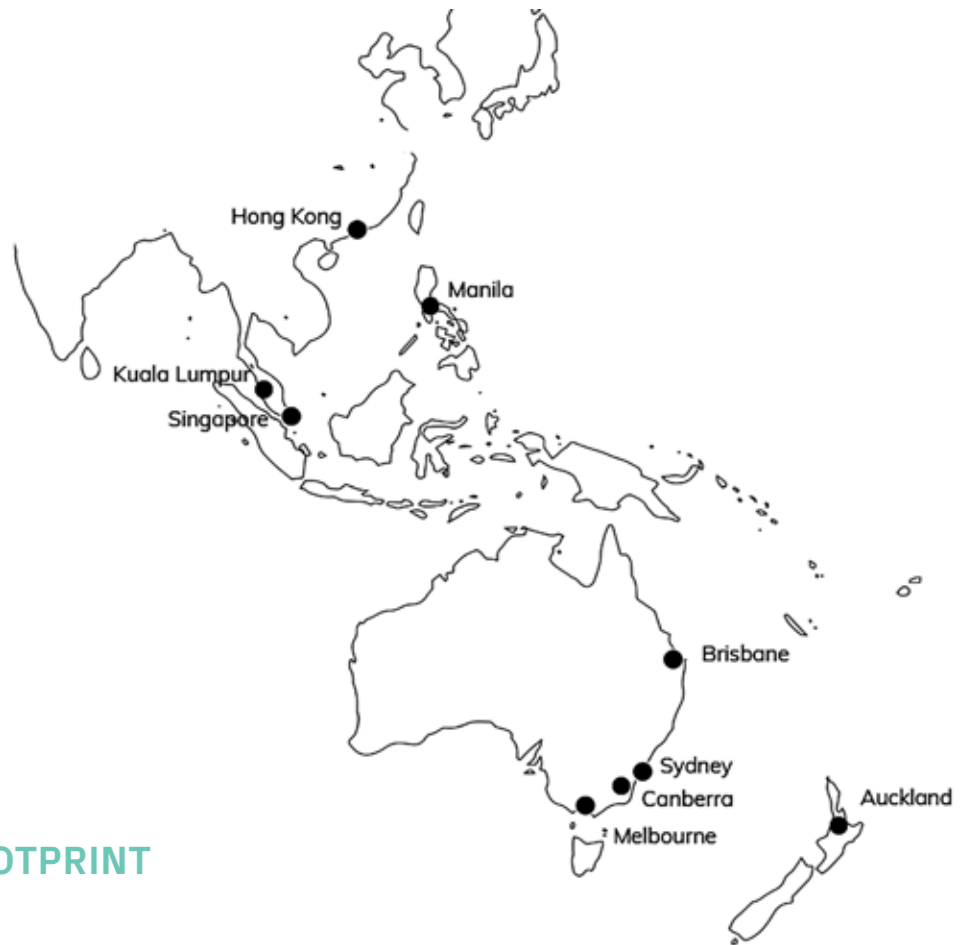 Hong Kong
Manila
Kuala Lumpur
Singapore
Brisbane
Sydney
Canberra
Auckland
Melbourne
OTPRINT